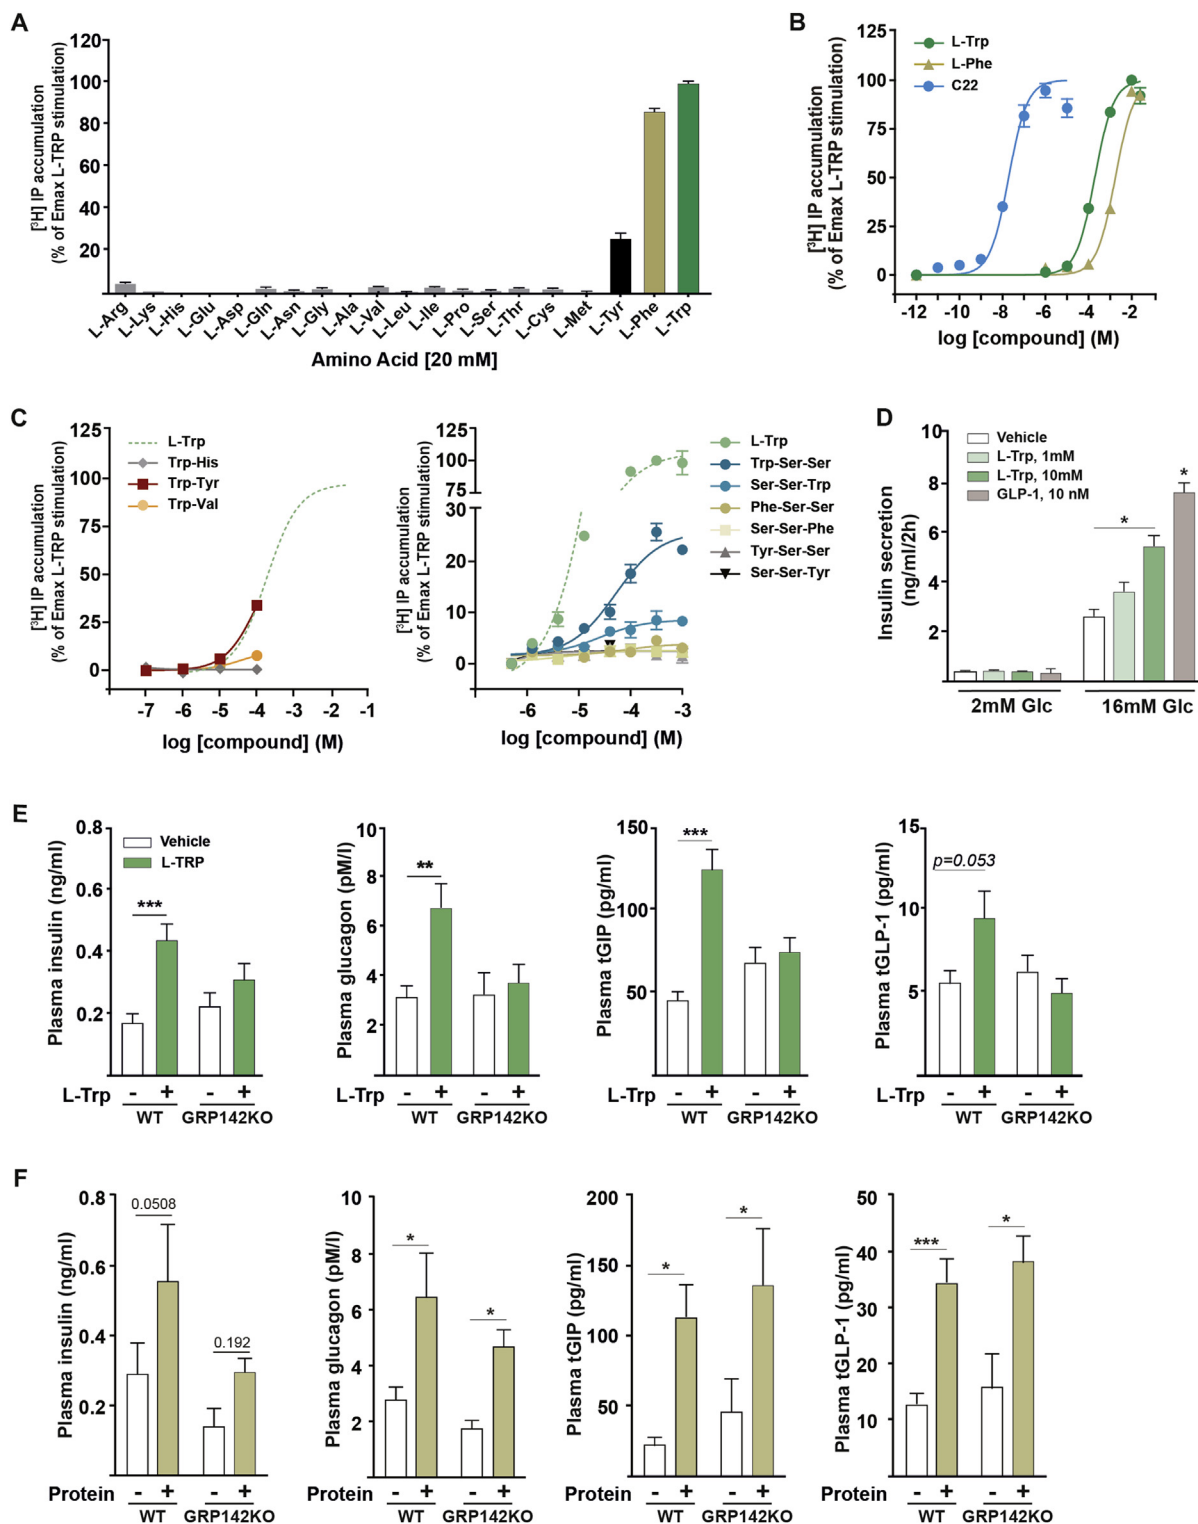 A
[³H] IP accumulation
(% of Emax L-TRP stimulation)
120
100
80
60
40
20
L-Arg
L-Lys
L-His
L-Glu
L-Asp
L-Gln
L-Asn
L-Gly
L-Ala
L-Val
L-Leu
L-Ile
L-Pro
L-Ser
L-Thr
L-Cys
L-Met
L-Tyr
L-Phe
L-Trp
Amino Acid [20 mM]
B
[³H] IP accumulation
(% of Emax L-TRP stimulation)
125
100
75
50
25
0
L-Trp
L-Phe
C22
-12 -10 -8 -6 -4 -2
log [compound] (M)
C
[³H] IP accumulation
(% of Emax L-TRP stimulation)
125
100
75
50
25
0
L-Trp
Trp-His
Trp-Tyr
Trp-Val
-7 -6 -5 -4 -3 -2 -1
log [compound] (M)
[³H] IP accumulation
(% of Emax L-TRP stimulation)
125
100
75
30
20
10
0
L-Trp
Trp-Ser-Ser
Ser-Ser-Trp
Phe-Ser-Ser
Ser-Ser-Phe
Tyr-Ser-Ser
Ser-Ser-Tyr
-6 -5 -4 -3
log [compound] (M)
D
Insulin secretion
(ng/ml/2h)
10
8
6
4
2
Vehicle
L-Trp, 1mM
L-Trp, 10mM
GLP-1, 10 nM
*
*
2mM Glc 16mM Glc
E
Plasma insulin (ng/ml)
0.8
0.6
0.4
0.2
Vehicle
L-TRP
***
L-Trp - + - +
WT GRP142KO
Plasma glucagon (pM/l)
10
8
6
4
2
**
- + - +
WT GRP142KO
Plasma tGIP (pg/ml)
150
100
50
***
L-Trp - + - +
WT GRP142KO
Plasma tGLP-1 (pg/ml)
15
10
5
p=0.053
L-Trp - + - +
WT GRP142KO
F
Plasma insulin (ng/ml)
0.8
0.6
0.4
0.2
0.0508
0.192
Protein - + - +
WT GRP142KO
Plasma glucagon (pM/l)
10
8
6
4
2
*
*
Protein - + - +
WT GRP142KO
Plasma tGIP (pg/ml)
200
150
100
50
*
*
Protein - + - +
WT GRP142KO
Plasma tGLP-1 (pg/ml)
50
40
30
20
10
***
*
Protein - + - +
WT GRP142KO